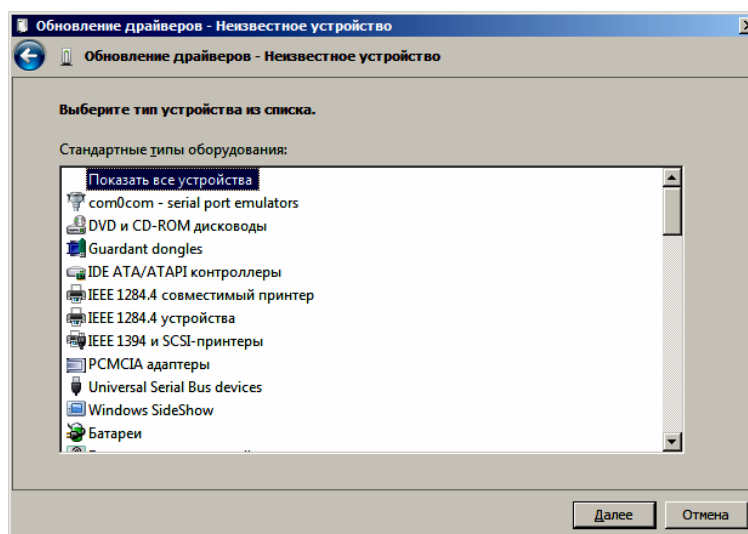 Обновление драйверов - Неизвестное устройство
Обновление драйверов - Неизвестное устройство
Выберите тип устройства из списка.
Стандартные типы оборудования:
Показать все устройства
com0com - serial port emulators
DVD и CD-ROM дисководы
Guardant dongles
IDE ATA/ATAPI контроллеры
IEEE 1284.4 совместимый принтер
IEEE 1284.4 устройства
IEEE 1394 и SCSI-принтеры
PCMCIA адаптеры
Universal Serial Bus devices
Windows SideShow
Батареи
Далее Отмена